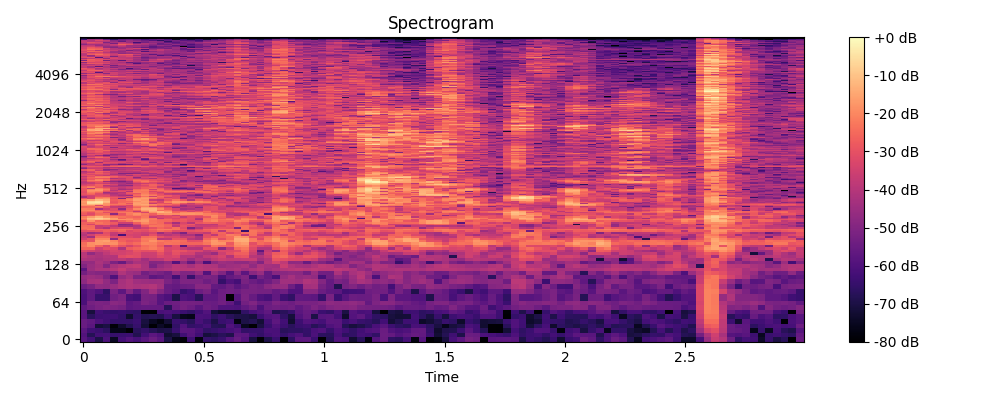 Spectrogram
Hz
4096
2048
1024
512
256
128
64
0
0
0.5
1
1.5
2
2.5
Time
+0 dB
-10 dB
-20 dB
-30 dB
-40 dB
-50 dB
-60 dB
-70 dB
-80 dB